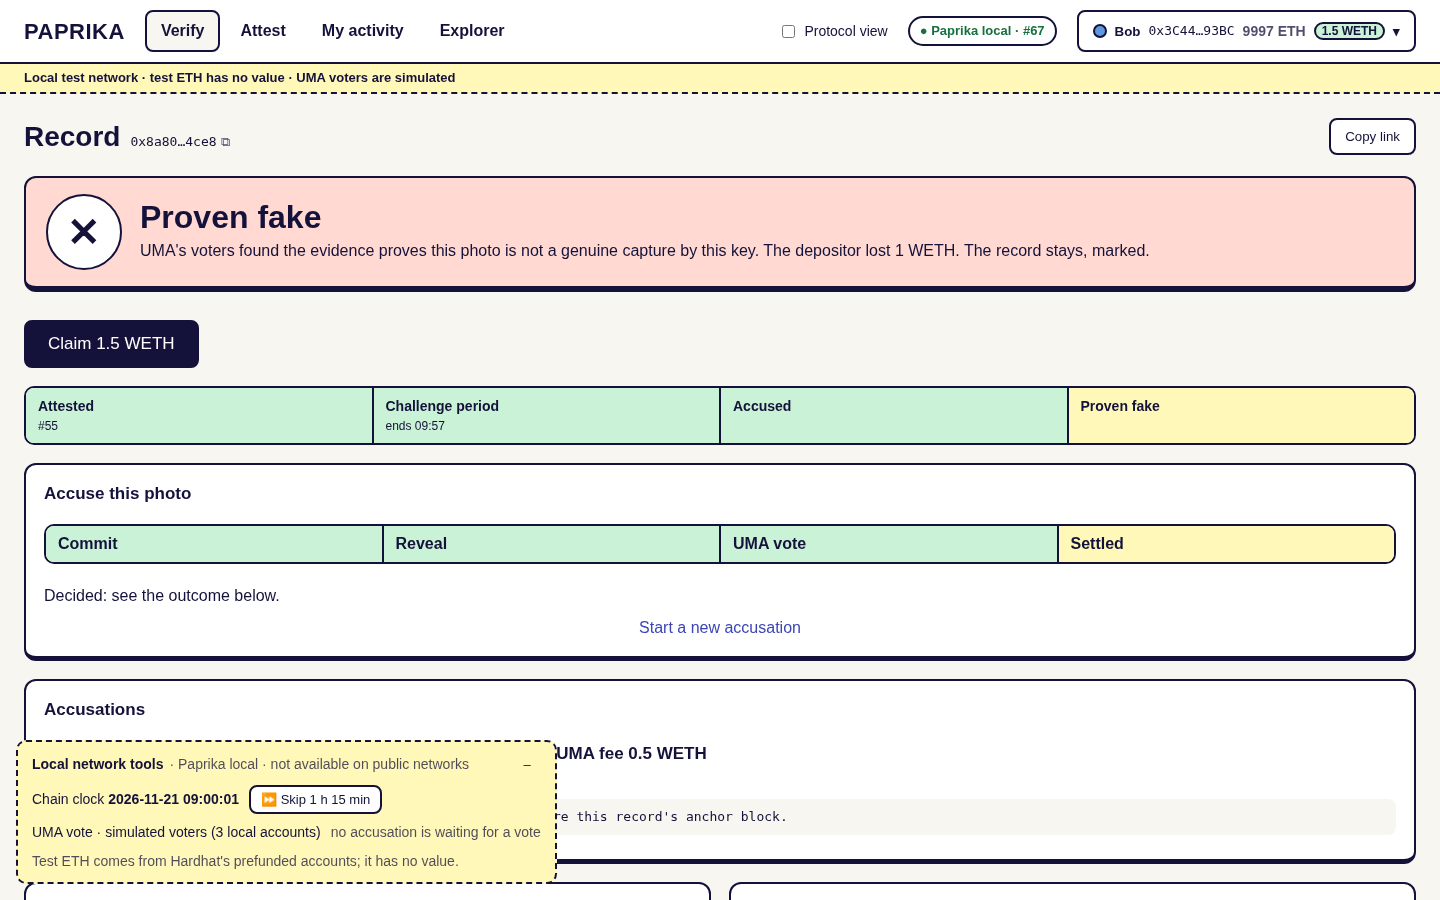 PAPRIKA Verify Attest My activity Explorer Protocol view ● Paprika local · #67 Bob 0x3C44…93BC 9997 ETH 1.5 WETH ▾
Local test network · test ETH has no value · UMA voters are simulated
Record 0x8a80…4ce8 ⧉ Copy link
✕ Proven fake
UMA's voters found the evidence proves this photo is not a genuine capture by this key. The depositor lost 1 WETH. The record stays, marked.
Claim 1.5 WETH
Attested Challenge period Accused Proven fake
#55 ends 09:57
Accuse this photo
Commit Reveal UMA vote Settled
Decided: see the outcome below.
Start a new accusation
Accusations
UMA fee 0.5 WETH
this record's anchor block.
Local network tools · Paprika local · not available on public networks –
Chain clock 2026-11-21 09:00:01 ⏩ Skip 1 h 15 min
UMA vote · simulated voters (3 local accounts) no accusation is waiting for a vote
Test ETH comes from Hardhat's prefunded accounts; it has no value.